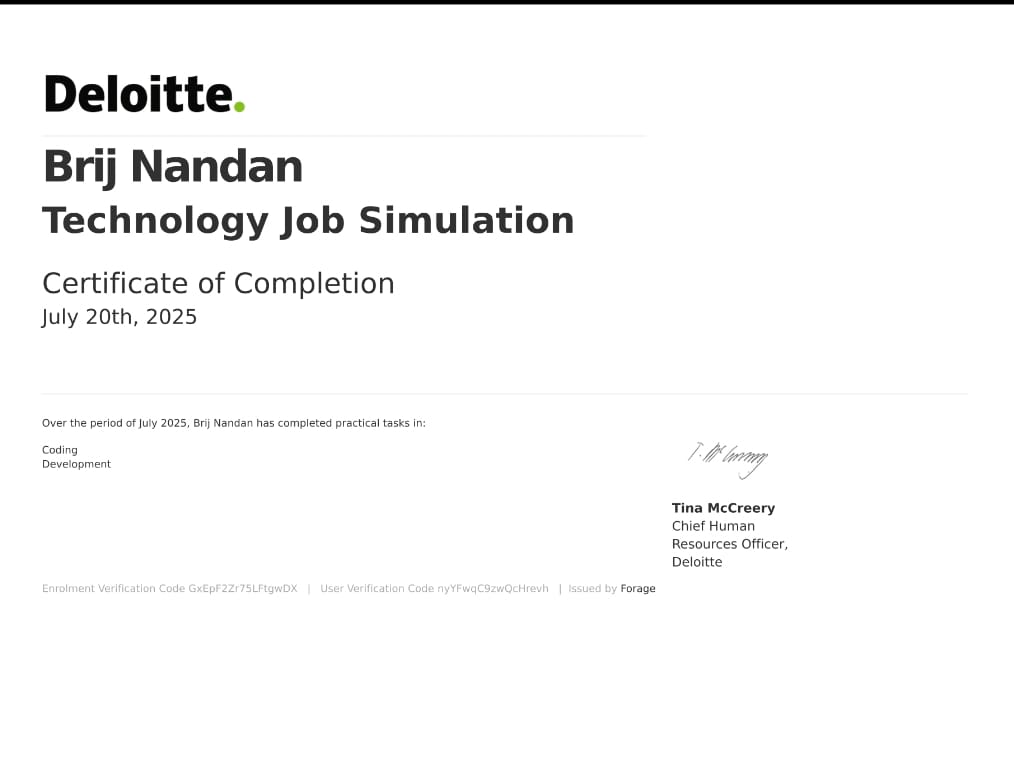 Deloitte.
Brij Nandan
Technology Job Simulation
Certificate of Completion
July 20th, 2025
Over the period of July 2025, Brij Nandan has completed practical tasks in:
Coding
Development
T. McCreery
Tina McCreery
Chief Human
Resources Officer,
Deloitte
Enrolment Verification Code GxEpF2Zr75LFtgwDX | User Verification Code nyYFwqC9zwQcHrevh | Issued by Forage